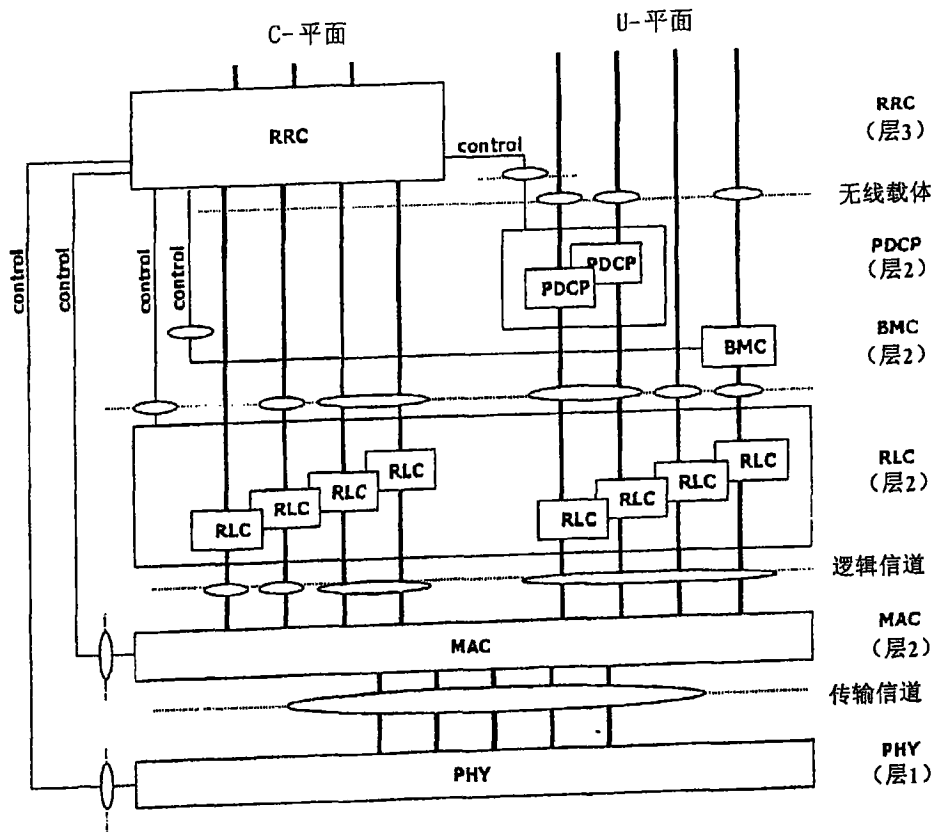 C-平面
U-平面
RRC
control
RRC
(层3)
无线载体
control
control
control
control
PDCP
PDCP
PDCP
(层2)
BMC
BMC
(层2)
RLC
RLC
RLC
RLC
RLC
RLC
RLC
RLC
RLC
(层2)
逻辑信道
MAC
MAC
(层2)
传输信道
PHY
PHY
(层1)